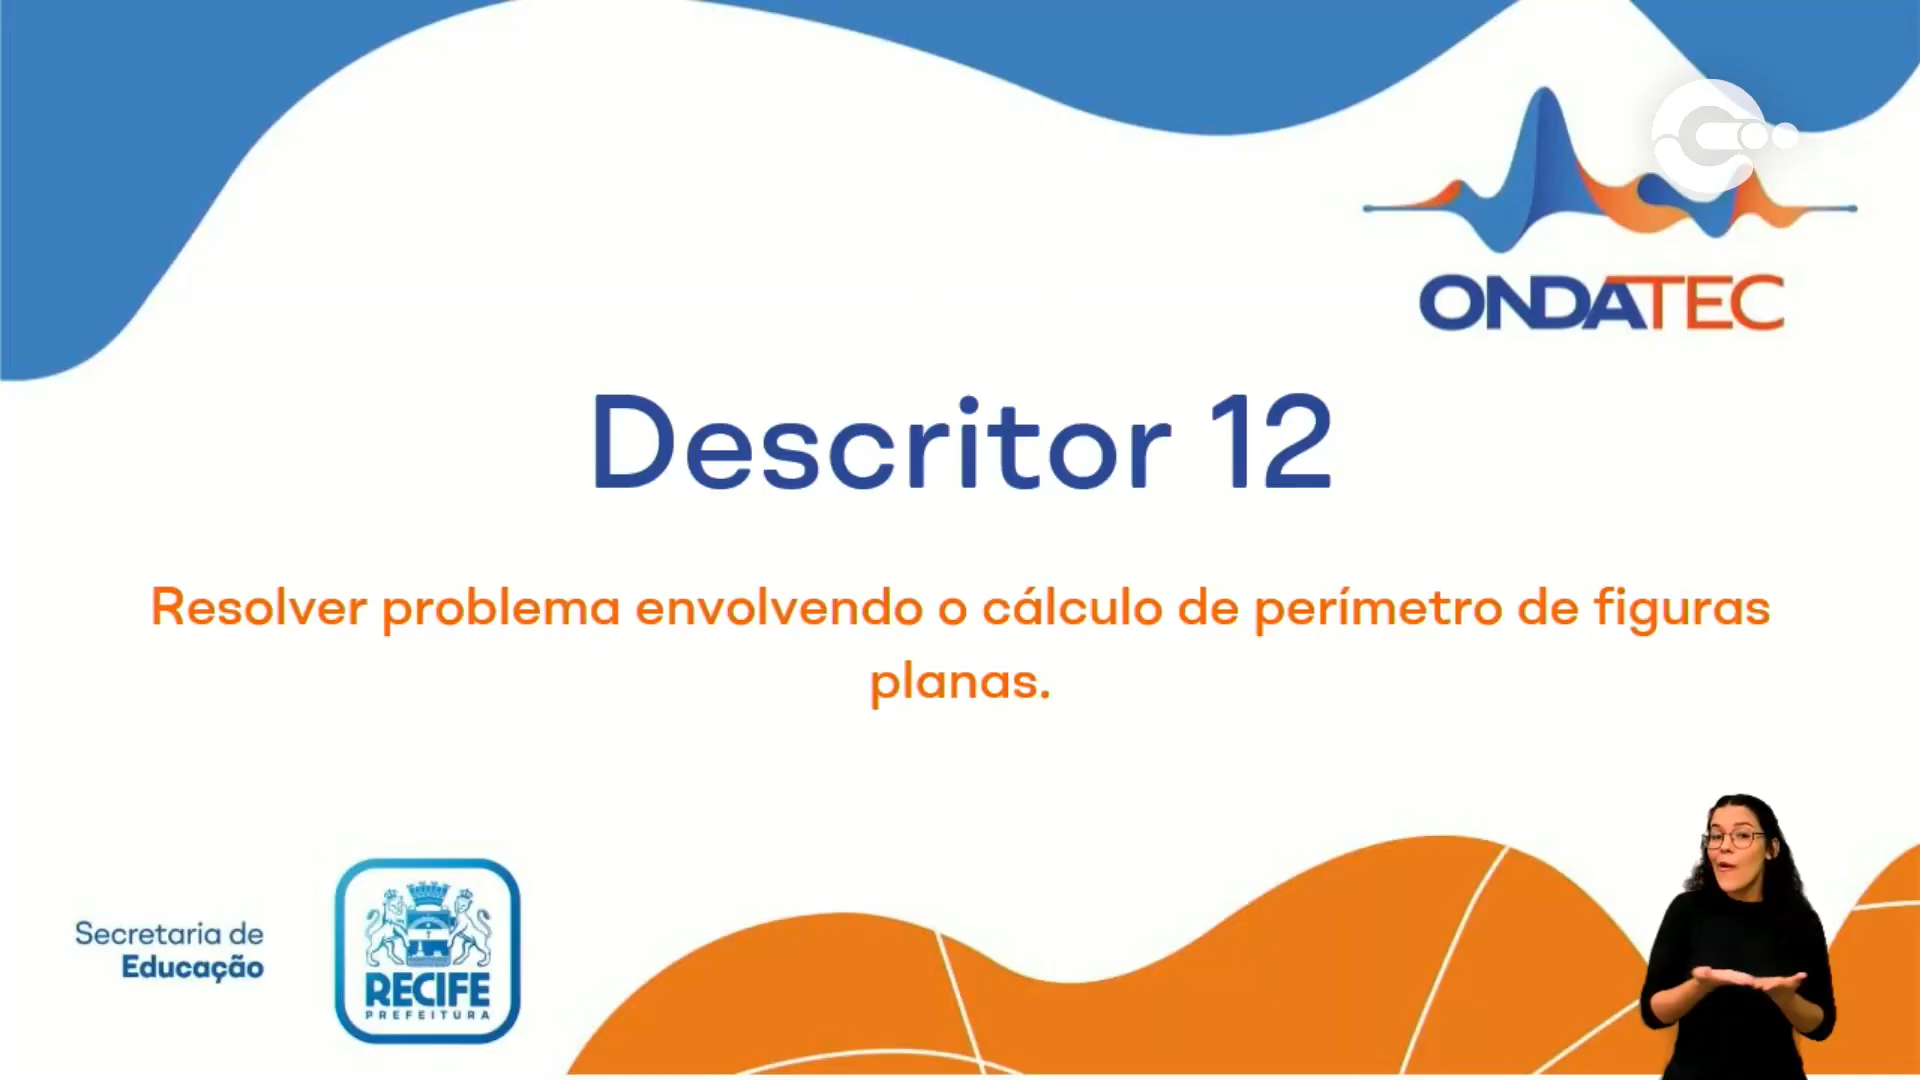 ONDATEC
Descritor 12
Resolver problema envolvendo o cálculo de perímetro de figuras
planas.
Secretaria de
Educação
RECIFE
PREFEITURA